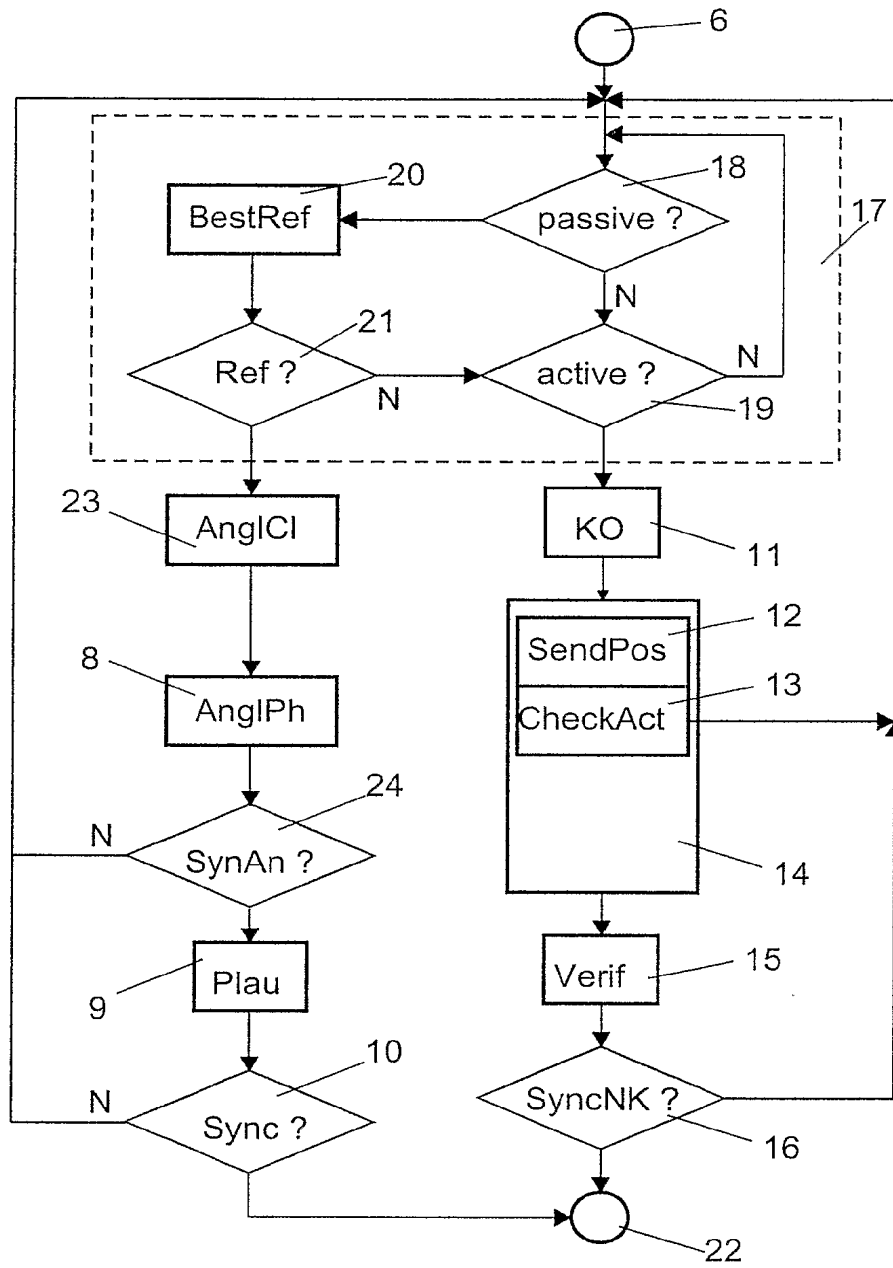 6
20
18
BestRef
passive ?
17
N
21
Ref ?
active ?
N
N
19
23
AnglCl
KO
11
12
SendPos
8
13
AnglPh
CheckAct
24
N
SynAn ?
14
Plau
15
Verif
9
10
N
Sync ?
SyncNK ?
16
22